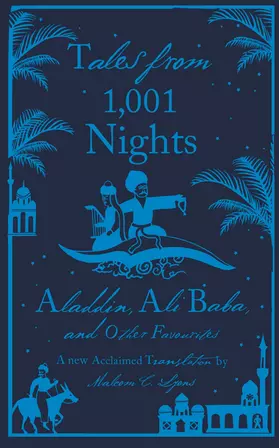 Tales from
1,001
Nights
Aladdin, Ali Baba,
and Other Favourites
A new Acclaimed Translation by
Malcolm C. Lyons